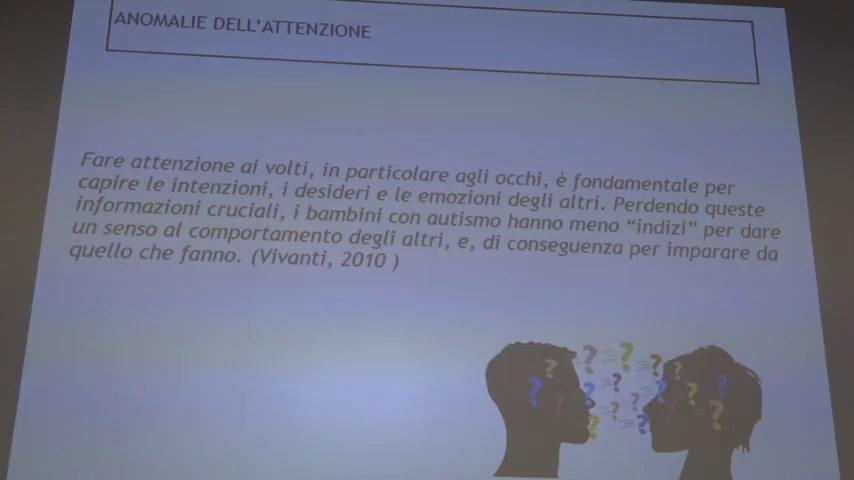 ANOMALIE DELL'ATTENZIONE
Fare attenzione ai volti, in particolare agli occhi, è fondamentale per
capire le intenzioni, i desideri e le emozioni degli altri. Perdendo queste
informazioni cruciali, i bambini con autismo hanno meno “indizi” per dare
un senso al comportamento degli altri, e, di conseguenza per imparare da
quello che fanno. (Vivanti, 2010 )